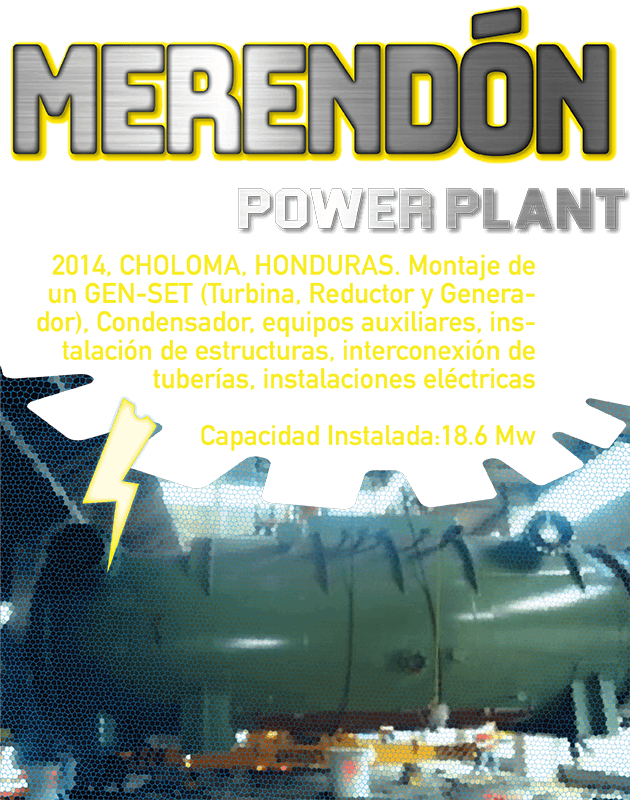 MERENDÓN
POWER PLANT
2014, CHOLOMA, HONDURAS. Montaje de
un GEN-SET (Turbina, Reductor y Genera-
dor), Condensador, equipos auxiliares, ins-
talación de estructuras, interconexión de
tuberías, instalaciones eléctricas
Capacidad Instalada:18.6 Mw